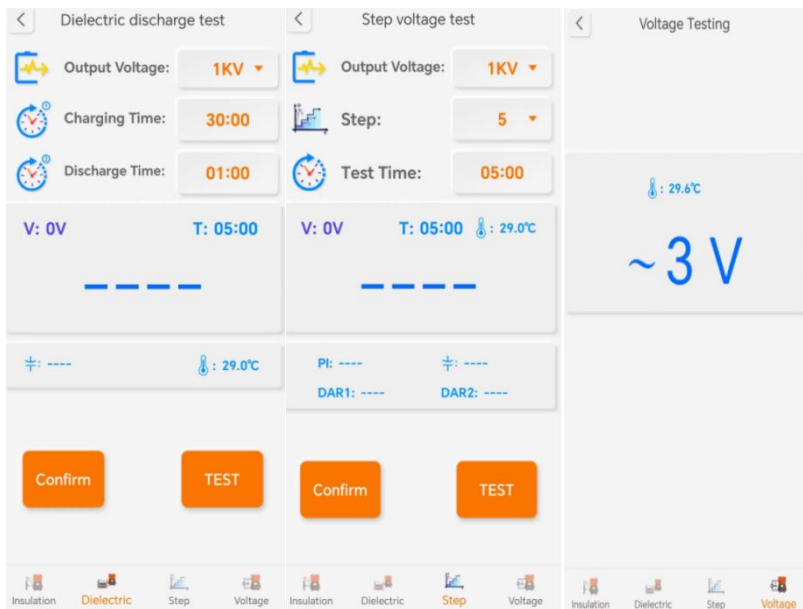 Dielectric discharge test
Output Voltage: 1KV
Charging Time: 30:00
Discharge Time: 01:00
V: 0V T: 05:00
----
: ---- : 29.0℃
Confirm TEST
Insulation Dielectric Step Voltage
Step voltage test
Output Voltage: 1KV
Step: 5
Test Time: 05:00
V: 0V T: 05:00 : 29.0℃
----
PI: ---- : ----
DAR1: ---- DAR2: ----
Confirm TEST
Insulation Dielectric Step Voltage
Voltage Testing
: 29.6℃
~3 V
Insulation Dielectric Step Voltage